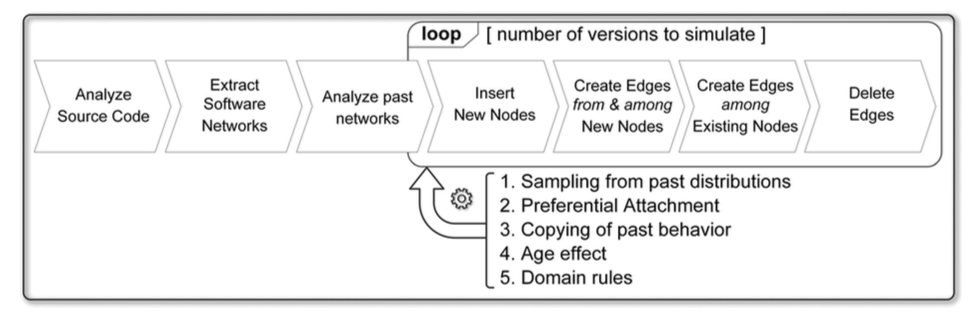 loop [ number of versions to simulate ]
Analyze
Source Code
Extract
Software
Networks
Analyze past
networks
Insert
New Nodes
Create Edges
from & among
New Nodes
Create Edges
among
Existing Nodes
Delete
Edges
1. Sampling from past distributions
2. Preferential Attachment
3. Copying of past behavior
4. Age effect
5. Domain rules